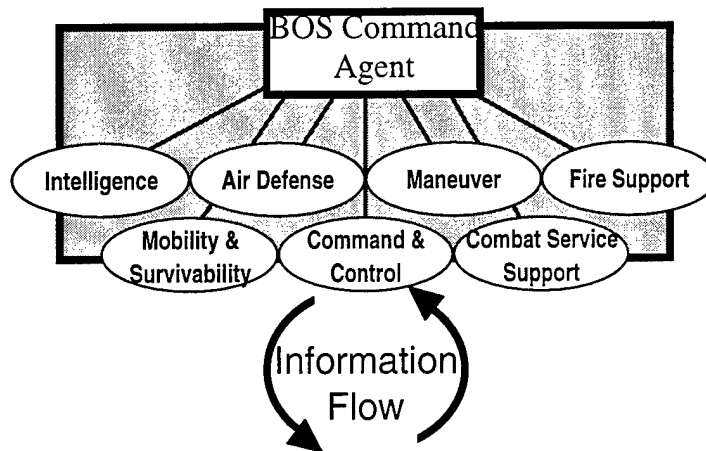 BOS Command
Agent
Intelligence
Air Defense
Maneuver
Fire Support
Mobility &
Survivability
Command &
Control
Combat Service
Support
Information
Flow